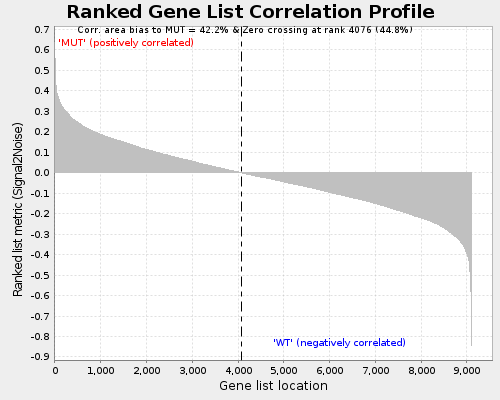 Ranked Gene List Correlation Profile
Corr. area bias to MUT = 42.2% & Zero crossing at rank 4076 (44.8%)
'MUT' (positively correlated)
0.7
0.6
0.5
0.4
0.3
0.2
0.1
0.0
-0.1
-0.2
-0.3
-0.4
-0.5
-0.6
-0.7
-0.8
-0.9
Ranked list metric (Signal2Noise)
'WT' (negatively correlated)
0 1,000 2,000 3,000 4,000 5,000 6,000 7,000 8,000 9,000
Gene list location